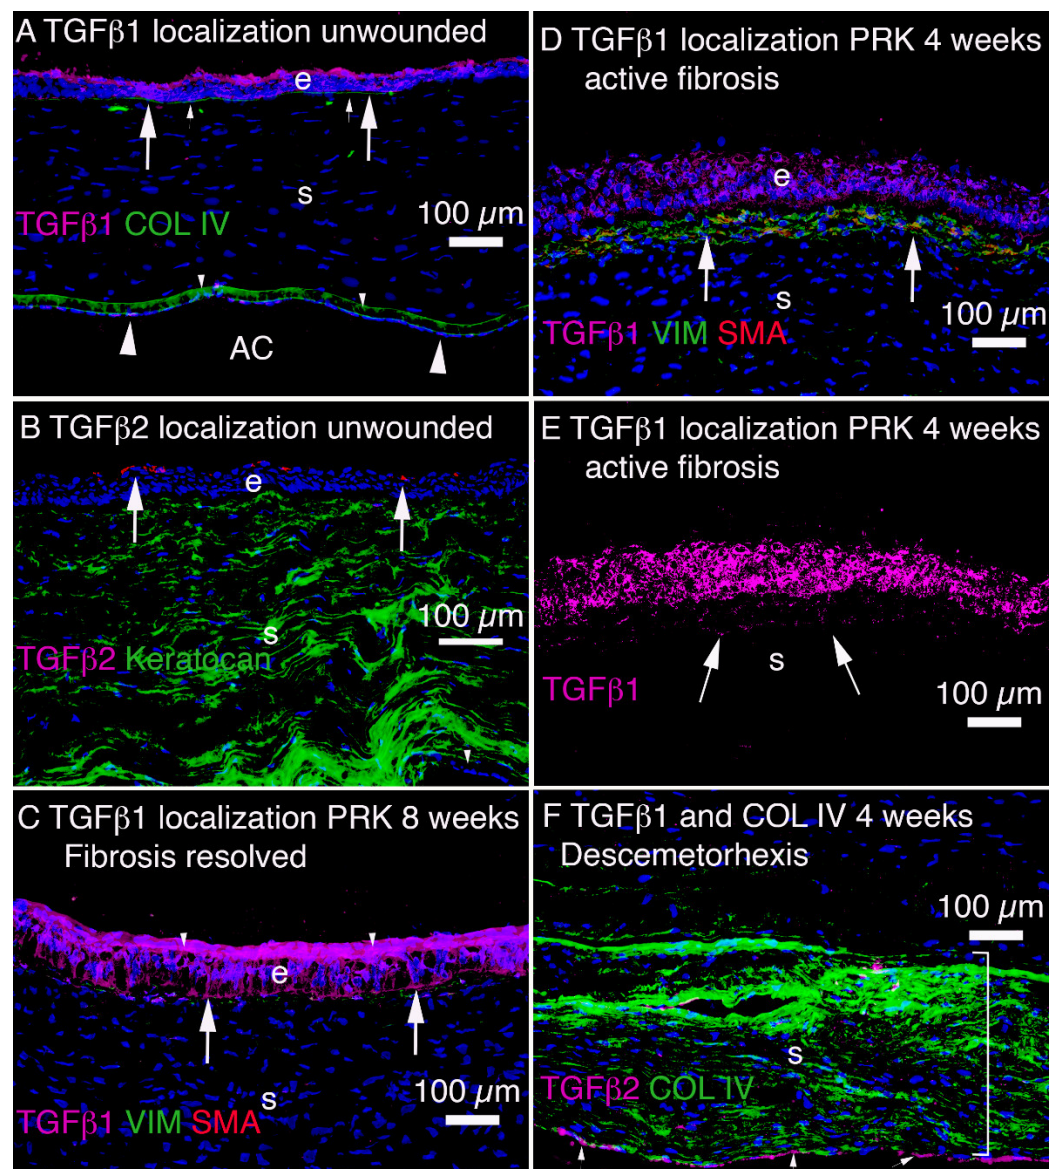 A TGFβ1 localization unwounded
e
s
100 µm
TGFβ1 COL IV
AC
B TGFβ2 localization unwounded
e
100 µm
s
TGFβ2 Keratocan
C TGFβ1 localization PRK 8 weeks
Fibrosis resolved
e
100 µm
s
TGFβ1 VIM SMA
D TGFβ1 localization PRK 4 weeks
active fibrosis
e
s
100 µm
TGFβ1 VIM SMA
E TGFβ1 localization PRK 4 weeks
active fibrosis
s
TGFβ1
100 µm
F TGFβ1 and COL IV 4 weeks
Descemetorhexis
100 µm
s
TGFβ2 COL IV